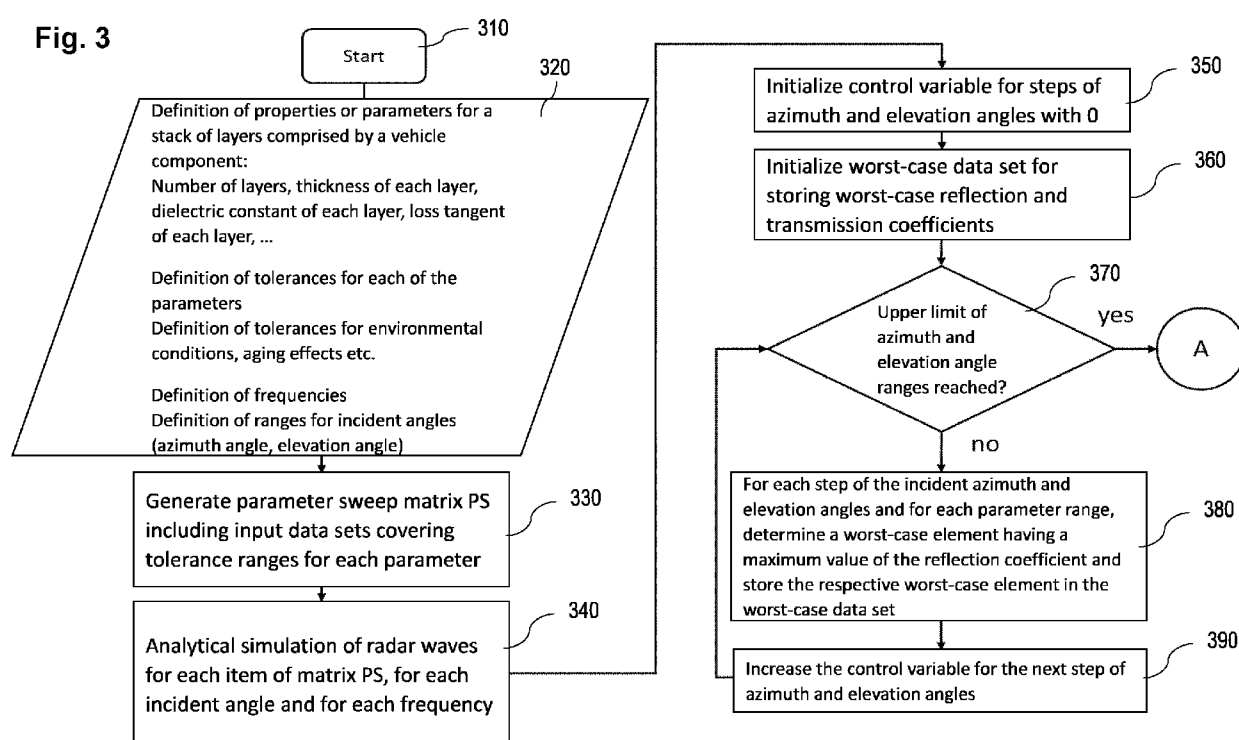 Fig. 3
310
Start
320
Definition of properties or parameters for a
stack of layers comprised by a vehicle
component:
Number of layers, thickness of each layer,
dielectric constant of each layer, loss tangent
of each layer, ...
Definition of tolerances for each of the
parameters
Definition of tolerances for environmental
conditions, aging effects etc.
Definition of frequencies
Definition of ranges for incident angles
(azimuth angle, elevation angle)
330
Generate parameter sweep matrix PS
including input data sets covering
tolerance ranges for each parameter
340
Analytical simulation of radar waves
for each item of matrix PS, for each
incident angle and for each frequency
350
Initialize control variable for steps of
azimuth and elevation angles with 0
360
Initialize worst-case data set for
storing worst-case reflection and
transmission coefficients
370
Upper limit of
azimuth and
elevation angle
ranges reached?
yes
A
no
380
For each step of the incident azimuth and
elevation angles and for each parameter range,
determine a worst-case element having a
maximum value of the reflection coefficient and
store the respective worst-case element in the
worst-case data set
390
Increase the control variable for the next step of
azimuth and elevation angles